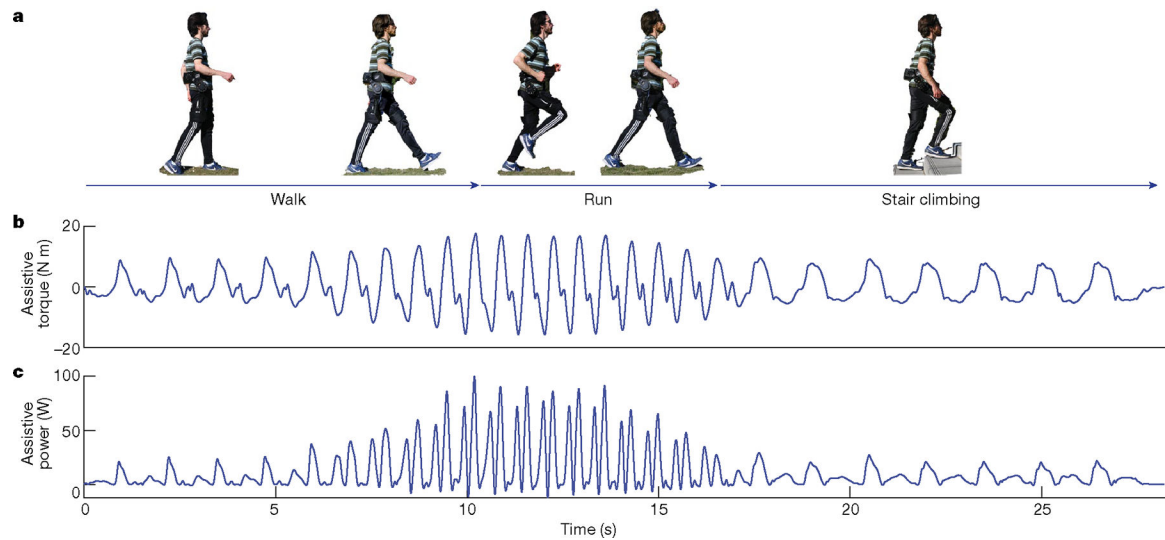 a
Walk
Run
Stair climbing
b
Assistive
torque (N m)
20
0
–20
c
Assistive
power (W)
100
50
0
0 5 10 15 20 25
Time (s)